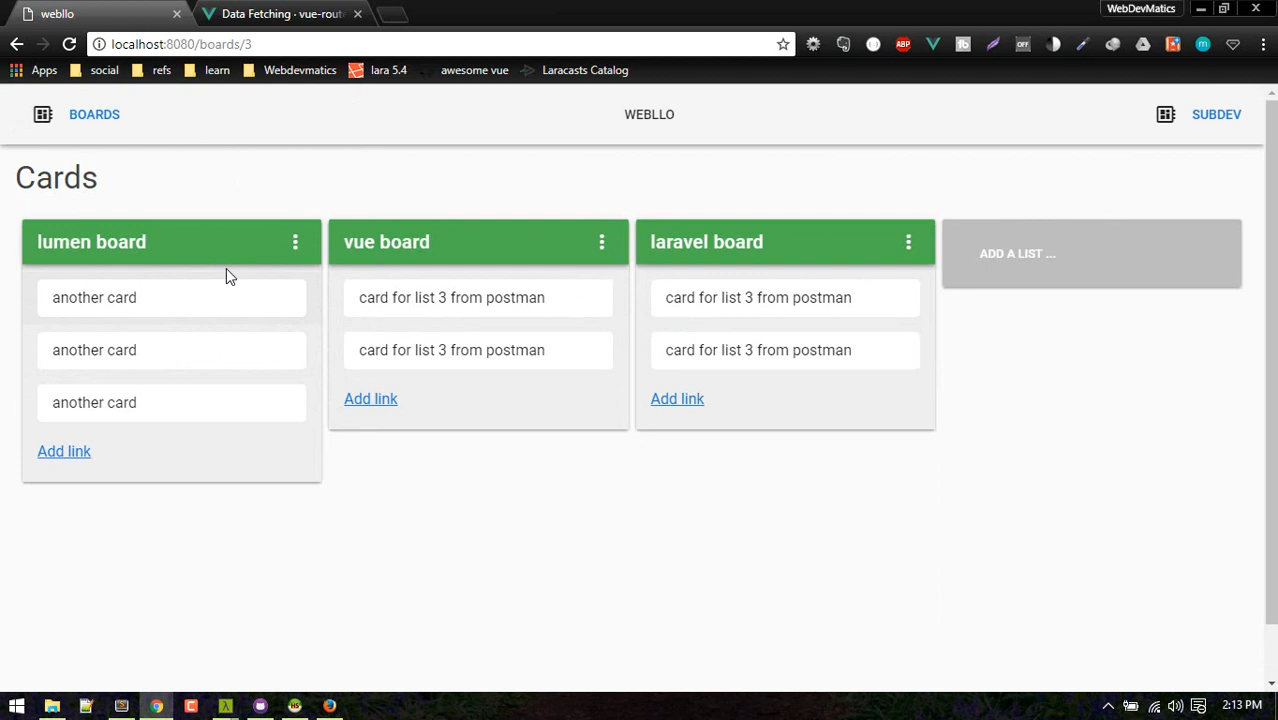 webllo
Data Fetching · vue-rout
WebDevMatics
localhost:8080/boards/3
ABP
OFF
Apps
social
refs
learn
Webdevmatics
lara 5.4
awesome vue
Laracasts Catalog
BOARDS
WEBLLO
SUBDEV
Cards
lumen board
vue board
laravel board
ADD A LIST ...
another card
card for list 3 from postman
card for list 3 from postman
another card
card for list 3 from postman
card for list 3 from postman
another card
Add link
Add link
Add link
2:13 PM